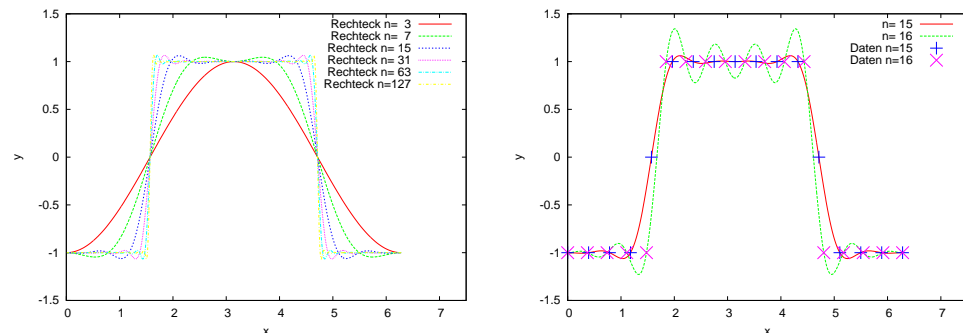 1.5
1
0.5
0
-0.5
-1
-1.5
y
0 1 2 3 4 5 6 7
x
Rechteck n= 3
Rechteck n= 7
Rechteck n= 15
Rechteck n= 31
Rechteck n= 63
Rechteck n=127
1.5
1
0.5
0
-0.5
-1
-1.5
y
0 1 2 3 4 5 6 7
x
n= 15
n= 16
Daten n=15
Daten n=16